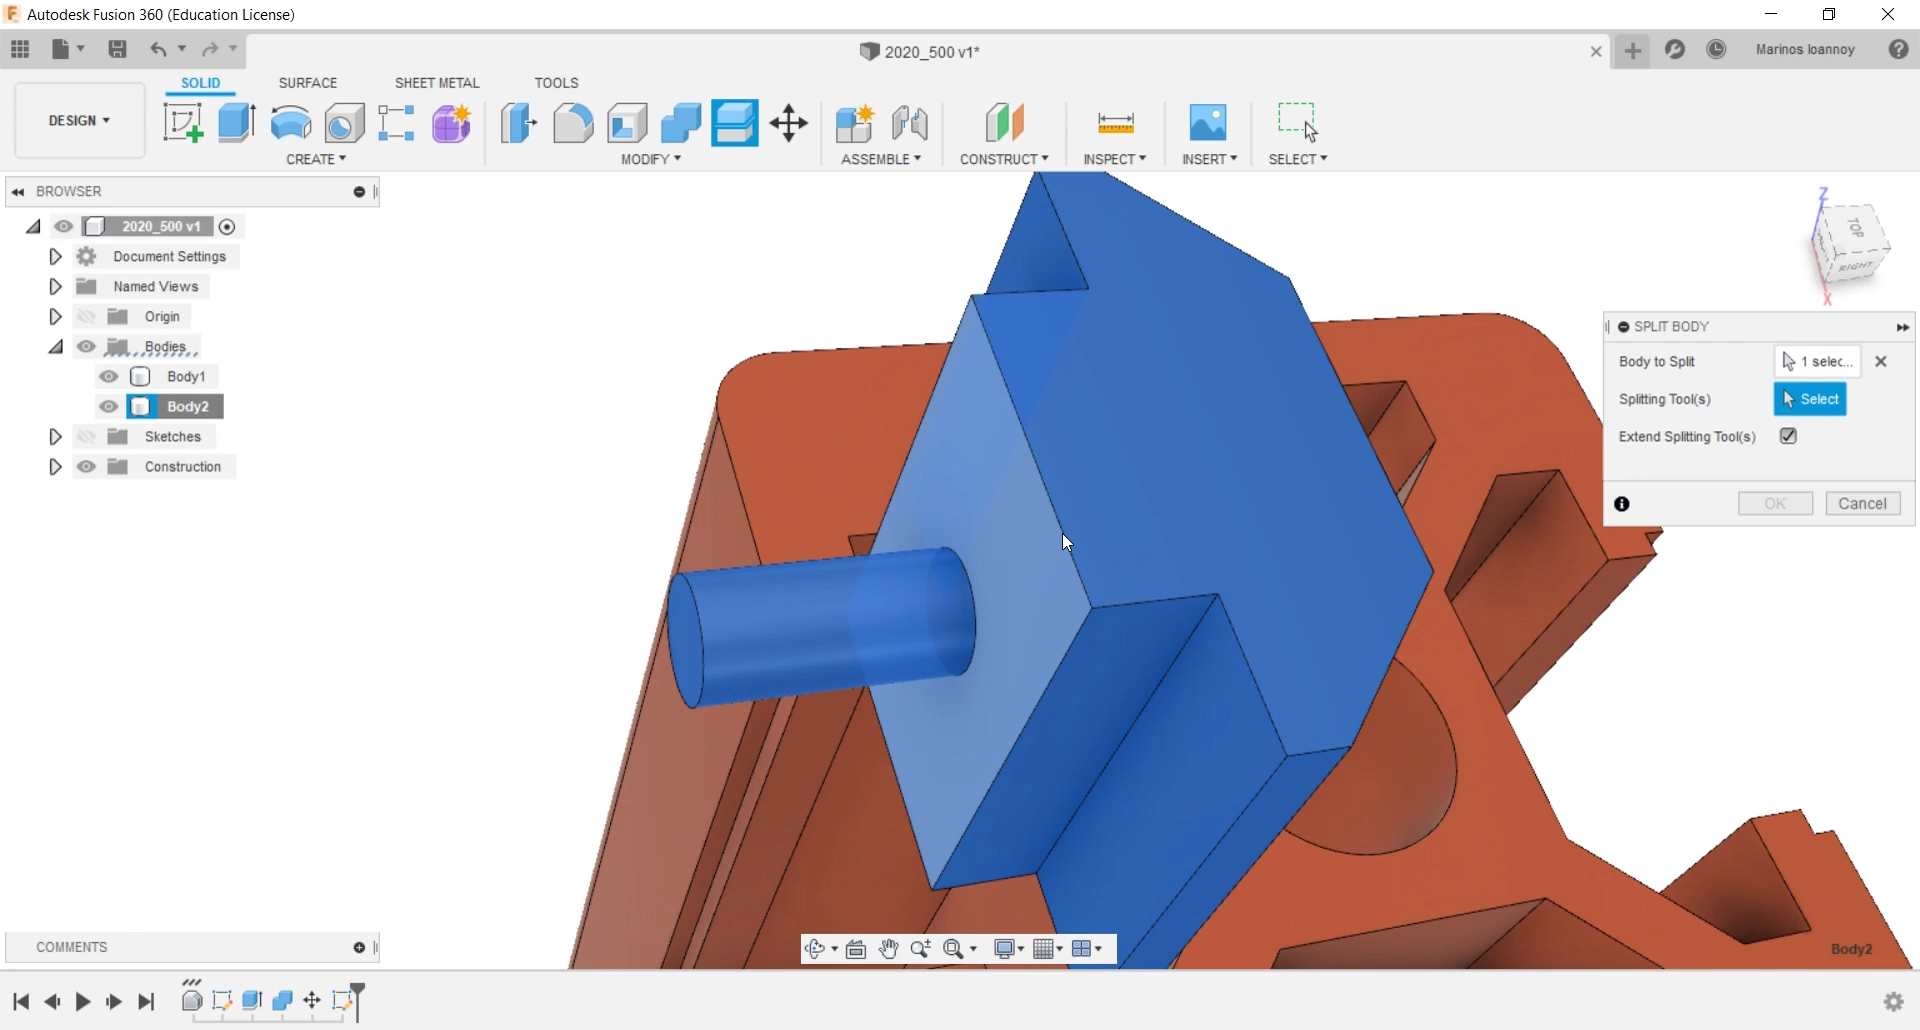 Autodesk Fusion 360 (Education License)
2020_500 v1*
Marinos Ioannoy
DESIGN
SOLID
SURFACE
SHEET METAL
TOOLS
CREATE
MODIFY
ASSEMBLE
CONSTRUCT
INSPECT
INSERT
SELECT
BROWSER
2020_500 v1
Document Settings
Named Views
Origin
Bodies
Body1
Body2
Sketches
Construction
Z
TOP
RIGHT
X
SPLIT BODY
Body to Split
1 selec...
Splitting Tool(s)
Select
Extend Splitting Tool(s)
OK
Cancel
Body2
COMMENTS